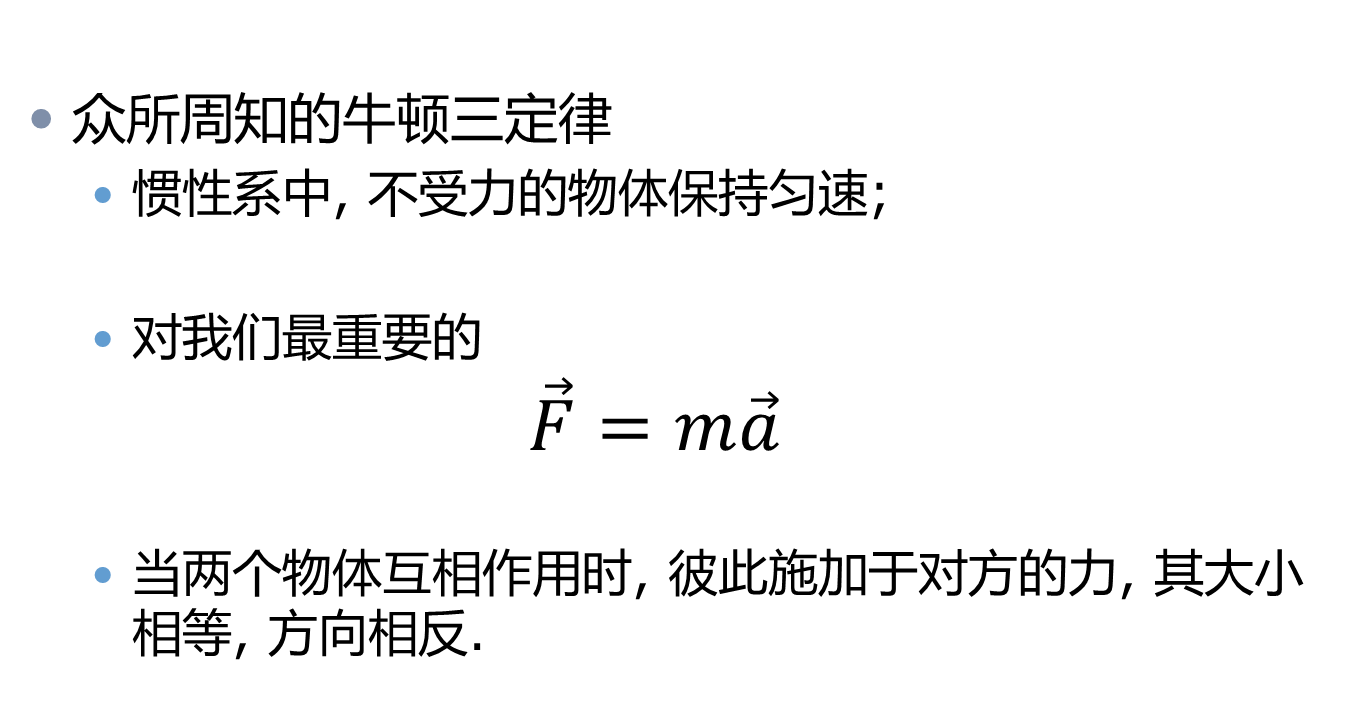 • 众所周知的牛顿三定律
• 惯性系中, 不受力的物体保持匀速;
• 对我们最重要的
$\vec{F} = m\vec{a}$
• 当两个物体互相作用时, 彼此施加于对方的力, 其大小
相等, 方向相反.